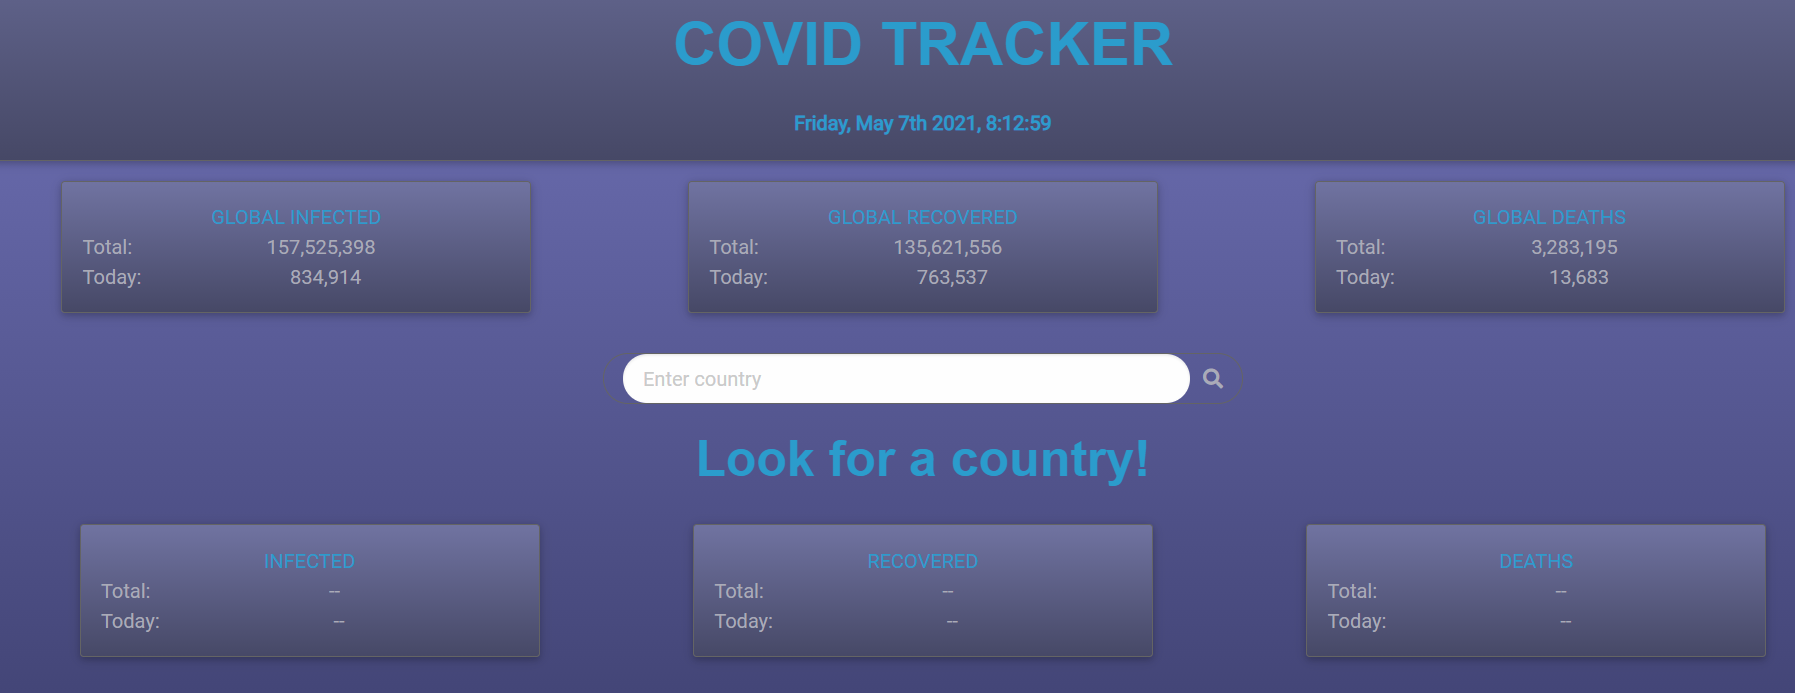 COVID TRACKER
Friday, May 7th 2021, 8:12:59
GLOBAL INFECTED
Total: 157,525,398
Today: 834,914
GLOBAL RECOVERED
Total: 135,621,556
Today: 763,537
GLOBAL DEATHS
Total: 3,283,195
Today: 13,683
Enter country
Look for a country!
INFECTED
Total: --
Today: --
RECOVERED
Total: --
Today: --
DEATHS
Total: --
Today: --